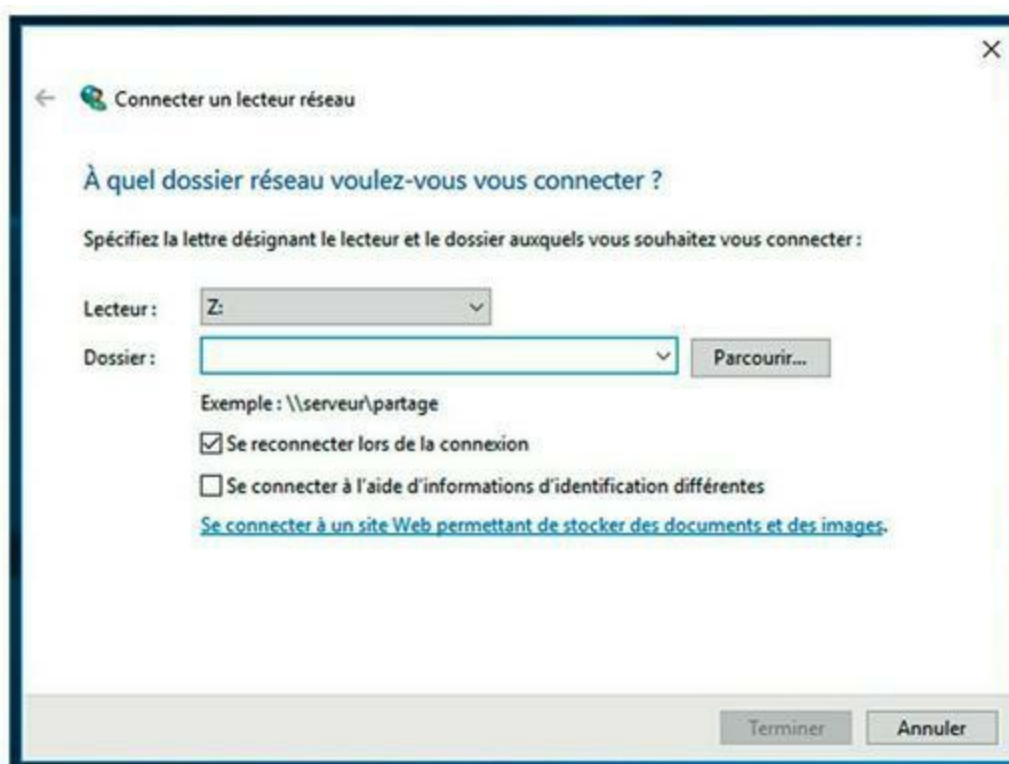 Connecter un lecteur réseau
À quel dossier réseau voulez-vous vous connecter ?
Spécifiez la lettre désignant le lecteur et le dossier auxquels vous souhaitez vous connecter :
Lecteur : Z:
Dossier : Parcourir...
Exemple : \\serveur\partage
Se reconnecter lors de la connexion
Se connecter à l'aide d'informations d'identification différentes
Se connecter à un site Web permettant de stocker des documents et des images.
Terminer Annuler